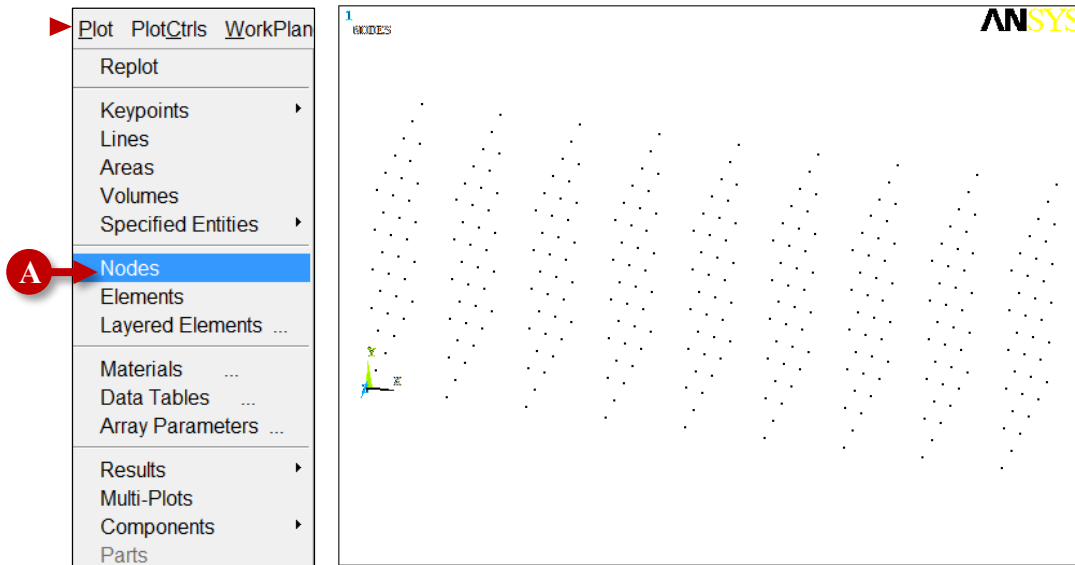 Plot PlotCtrls WorkPlan
Replot
Keypoints
Lines
Areas
Volumes
Specified Entities
A
Nodes
Elements
Layered Elements ...
Materials ...
Data Tables ...
Array Parameters ...
Results
Multi-Plots
Components
Parts
1
NODES
ANSYS
Y
X